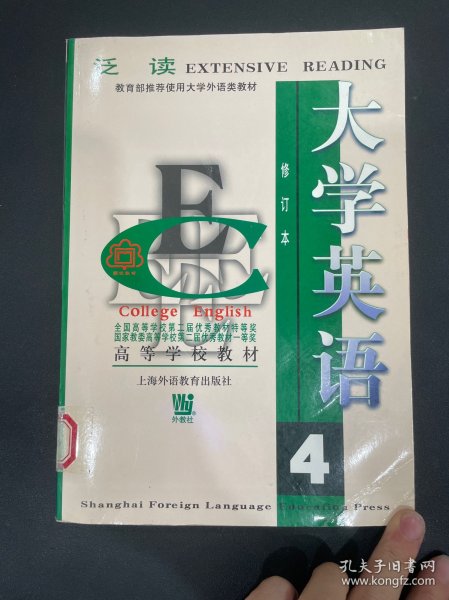 泛读 EXTENSIVE READING
教育部推荐使用大学外语类教材
大学英语
修订本
E
C
College English
全国高等学校第二届优秀教材特等奖
国家教委高等学校第二届优秀教材一等奖
高等学校教材
上海外语教育出版社
外教社
4
Shanghai Foreign Language Education Press
孔夫子旧书网
www.kongfz.com